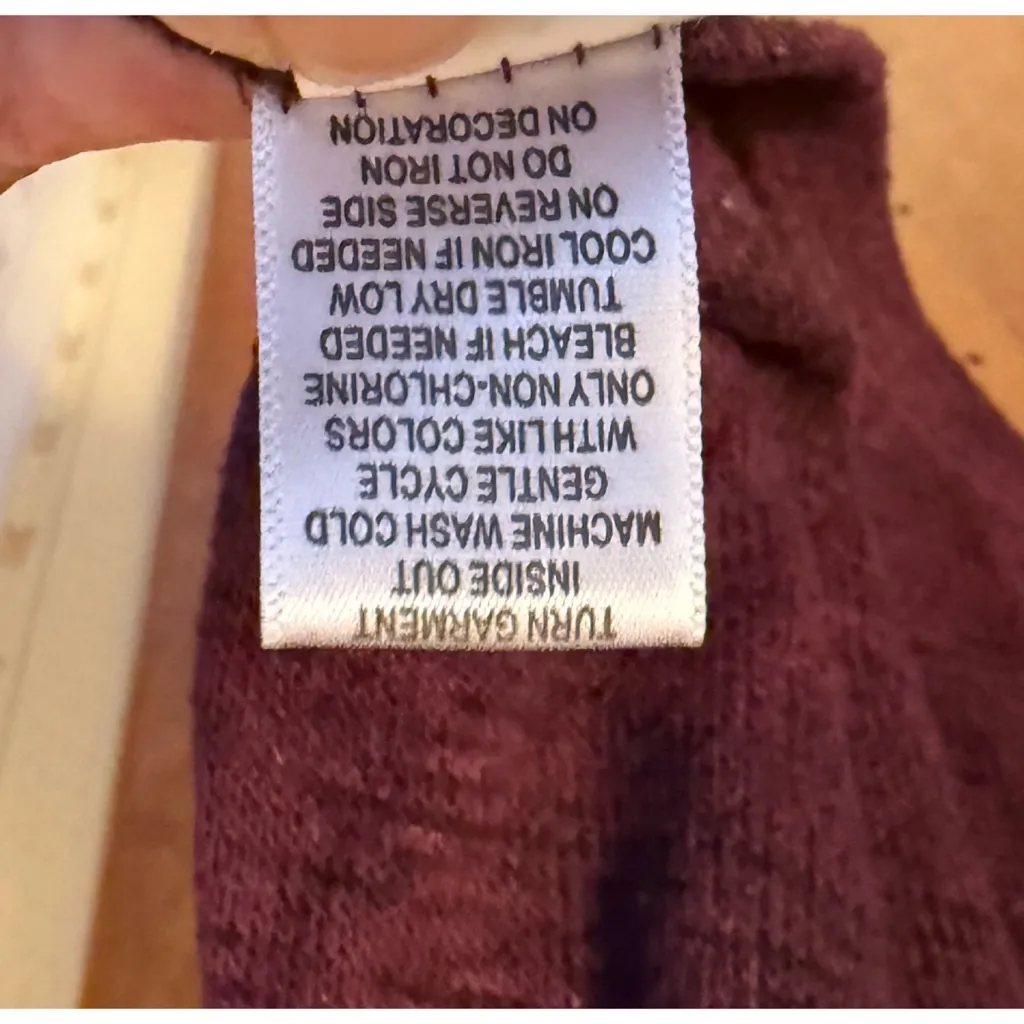 TURN GARMENT
INSIDE OUT
MACHINE WASH COLD
GENTLE CYCLE
WITH LIKE COLORS
ONLY NON-CHLORINE
BLEACH IF NEEDED
TUMBLE DRY LOW
COOL IRON IF NEEDED
ON REVERSE SIDE
DO NOT IRON
ON DECORATION